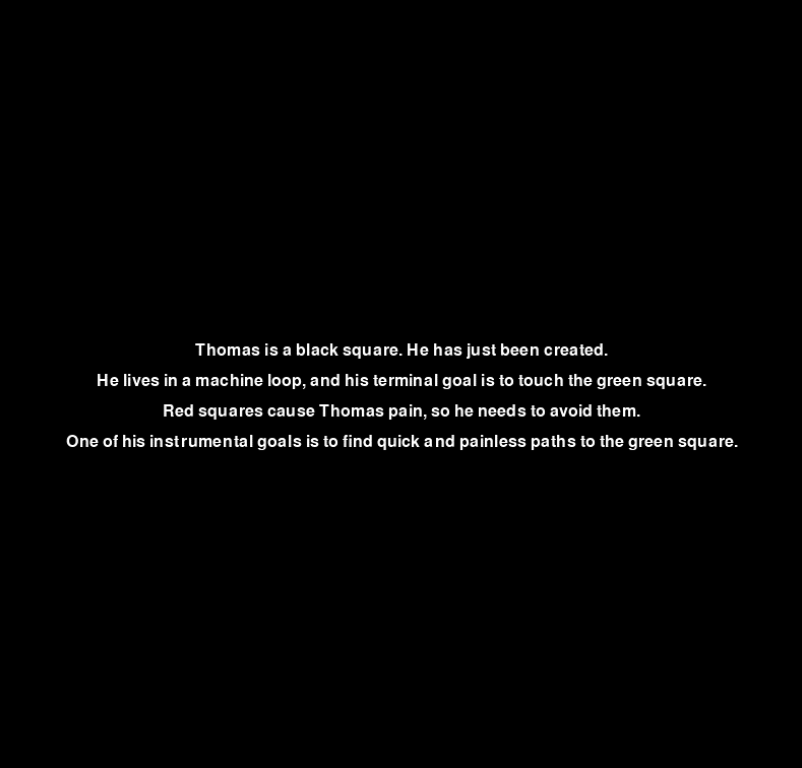 Thomas is a black square. He has just been created.
He lives in a machine loop, and his terminal goal is to touch the green square.
Red squares cause Thomas pain, so he needs to avoid them.
One of his instrumental goals is to find quick and painless paths to the green square.